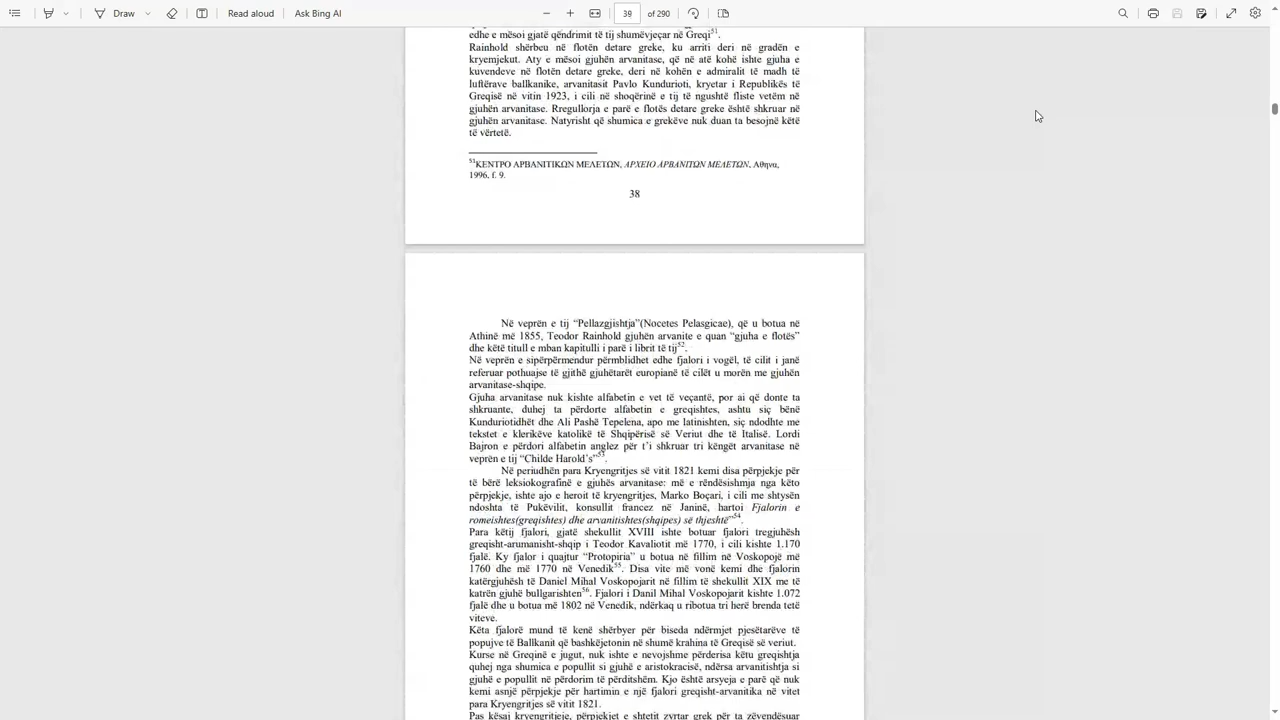 Draw
Read aloud
Ask Bing AI
39
of 290
edhe e mësoi gjatë qëndrimit të tij shumëvjeçar në Greqi51.
Rainhold shërbeu në flotën detare greke, ku arriti deri në gradën e
kryemjekut. Aty e mësoi gjuhën arvanitase, që në atë kohë ishte gjuha e
kuvendeve në flotën detare greke, deri në kohën e admiralit të madh të
luftërave ballkanike, arvanitasit Pavlo Kundurioti, kryetar i Republikës të
Greqisë në vitin 1923, i cili në shoqërinë e tij të ngushtë fliste vetëm në
gjuhën arvanitase. Rregullorja e parë e flotës detare greke është shkruar në
gjuhën arvanitase. Natyrisht që shumica e grekëve nuk duan ta besojnë këtë
të vërtetë.
51ΚΕΝΤΡΟ ΑΡΒΑΝΙΤΙΚΩΝ ΜΕΛΕΤΩΝ, ΑΡΧΕΙΟ ΑΡΒΑΝΙΤΩΝ ΜΕΛΕΤΩΝ. Αθηνα,
1996. f. 9.
38
Në veprën e tij “Pellazgjishtja”(Nocetes Pelasgicae), që u botua në
Athinë më 1855, Teodor Rainhold gjuhën arvanite e quan “gjuha e flotës”
dhe këtë titull e mban kapitulli i parë i librit të tij52.
Në veprën e sipërpërmendur përmblidhet edhe fjalori i vogël, të cilit i janë
referuar pothuajse të gjithë gjuhëtarët europianë të cilët u morën me gjuhën
arvanitase-shqipe.
Gjuha arvanitase nuk kishte alfabetin e vet të veçantë, por ai që donte ta
shkruante, duhej ta përdorte alfabetin e greqishtes, ashtu siç bënë
Kunduriotidhët dhe Ali Pashë Tepelena, apo me latinishten, siç ndodhte me
tekstet e klerikëve katolikë të Shqipërisë së Veriut dhe të Italisë. Lordi
Bajron e përdori alfabetin anglez për t’i shkruar tri këngët arvanitase në
veprën e tij “Childe Harold’s”53.
Në periudhën para Kryengritjes së vitit 1821 kemi disa përpjekje për
të bërë leksiokografinë e gjuhës arvanitase: më e rëndësishmja nga këto
përpjekje, ishte ajo e heroit të kryengritjes, Marko Boçari, i cili me shtysën
ndoshta të Pukëvilit, konsullit francez në Janinë, hartoi Fjalorin e
romeishtes(greqishtes) dhe arvanitishtes(shqipes) së thjeshtë”54.
Para këtij fjalori, gjatë shekullit XVIII ishte botuar fjalori tregjuhësh
greqisht-arumanisht-shqip i Teodor Kavaliotit më 1770, i cili kishte 1.170
fjalë. Ky fjalor i quajtur “Protopiria” u botua në fillim në Voskopojë më
1760 dhe më 1770 në Venedik55. Disa vite më vonë kemi dhe fjalorin
katërgjuhësh të Daniel Mihal Voskopojarit në fillim të shekullit XIX me të
katrën gjuhë bullgarishten56. Fjalori i Danil Mihal Voskopojarit kishte 1.072
fjalë dhe u botua më 1802 në Venedik, ndërkaq u ribotua tri herë brenda tetë
viteve.
Këta fjalorë mund të kenë shërbyer për biseda ndërmjet pjesëtarëve të
popujve të Ballkanit që bashkëjetonin në shumë krahina të Greqisë së veriut.
Kurse në Greqinë e jugut, nuk ishte e nevojshme përderisa këtu greqishtja
quhej nga shumica e popullit si gjuhë e aristokracisë, ndërsa arvanitishtja si
gjuhë e popullit në përdorim të përditshëm. Kjo është arsyeja e parë që nuk
kemi asnjë përpjekje për hartimin e një fjalori greqisht-arvanitika në vitet
para Kryengritjes së vitit 1821.
Pas kësaj kryengritjeje, përpjekjet e shtetit zyrtar grek për ta zëvendësuar